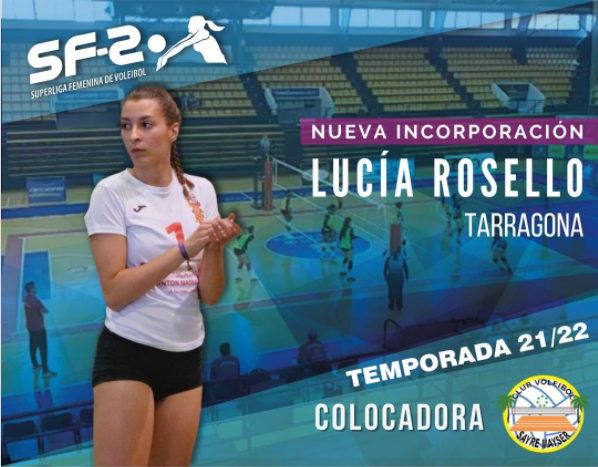 SF-2
SUPERLIGA FEMENINA DE VOLEIBOL
NUEVA INCORPORACIÓN
LUCÍA ROSELLO
TARRAGONA
1
TEMPORADA 21/22
COLOCADORA
CLUB VOLEIBOL
SAYRE MAYSER